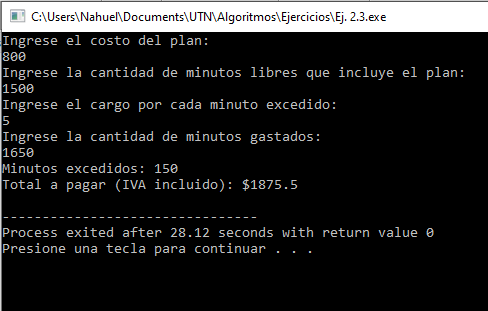 C:\Users\Nahuel\Documents\UTN\Algoritmos\Ejercicios\Ej. 2.3.exe
Ingrese el costo del plan:
800
Ingrese la cantidad de minutos libres que incluye el plan:
1500
Ingrese el cargo por cada minuto excedido:
5
Ingrese la cantidad de minutos gastados:
1650
Minutos excedidos: 150
Total a pagar (IVA incluido): $1875.5
--------------------------------
Process exited after 28.12 seconds with return value 0
Presione una tecla para continuar . . .